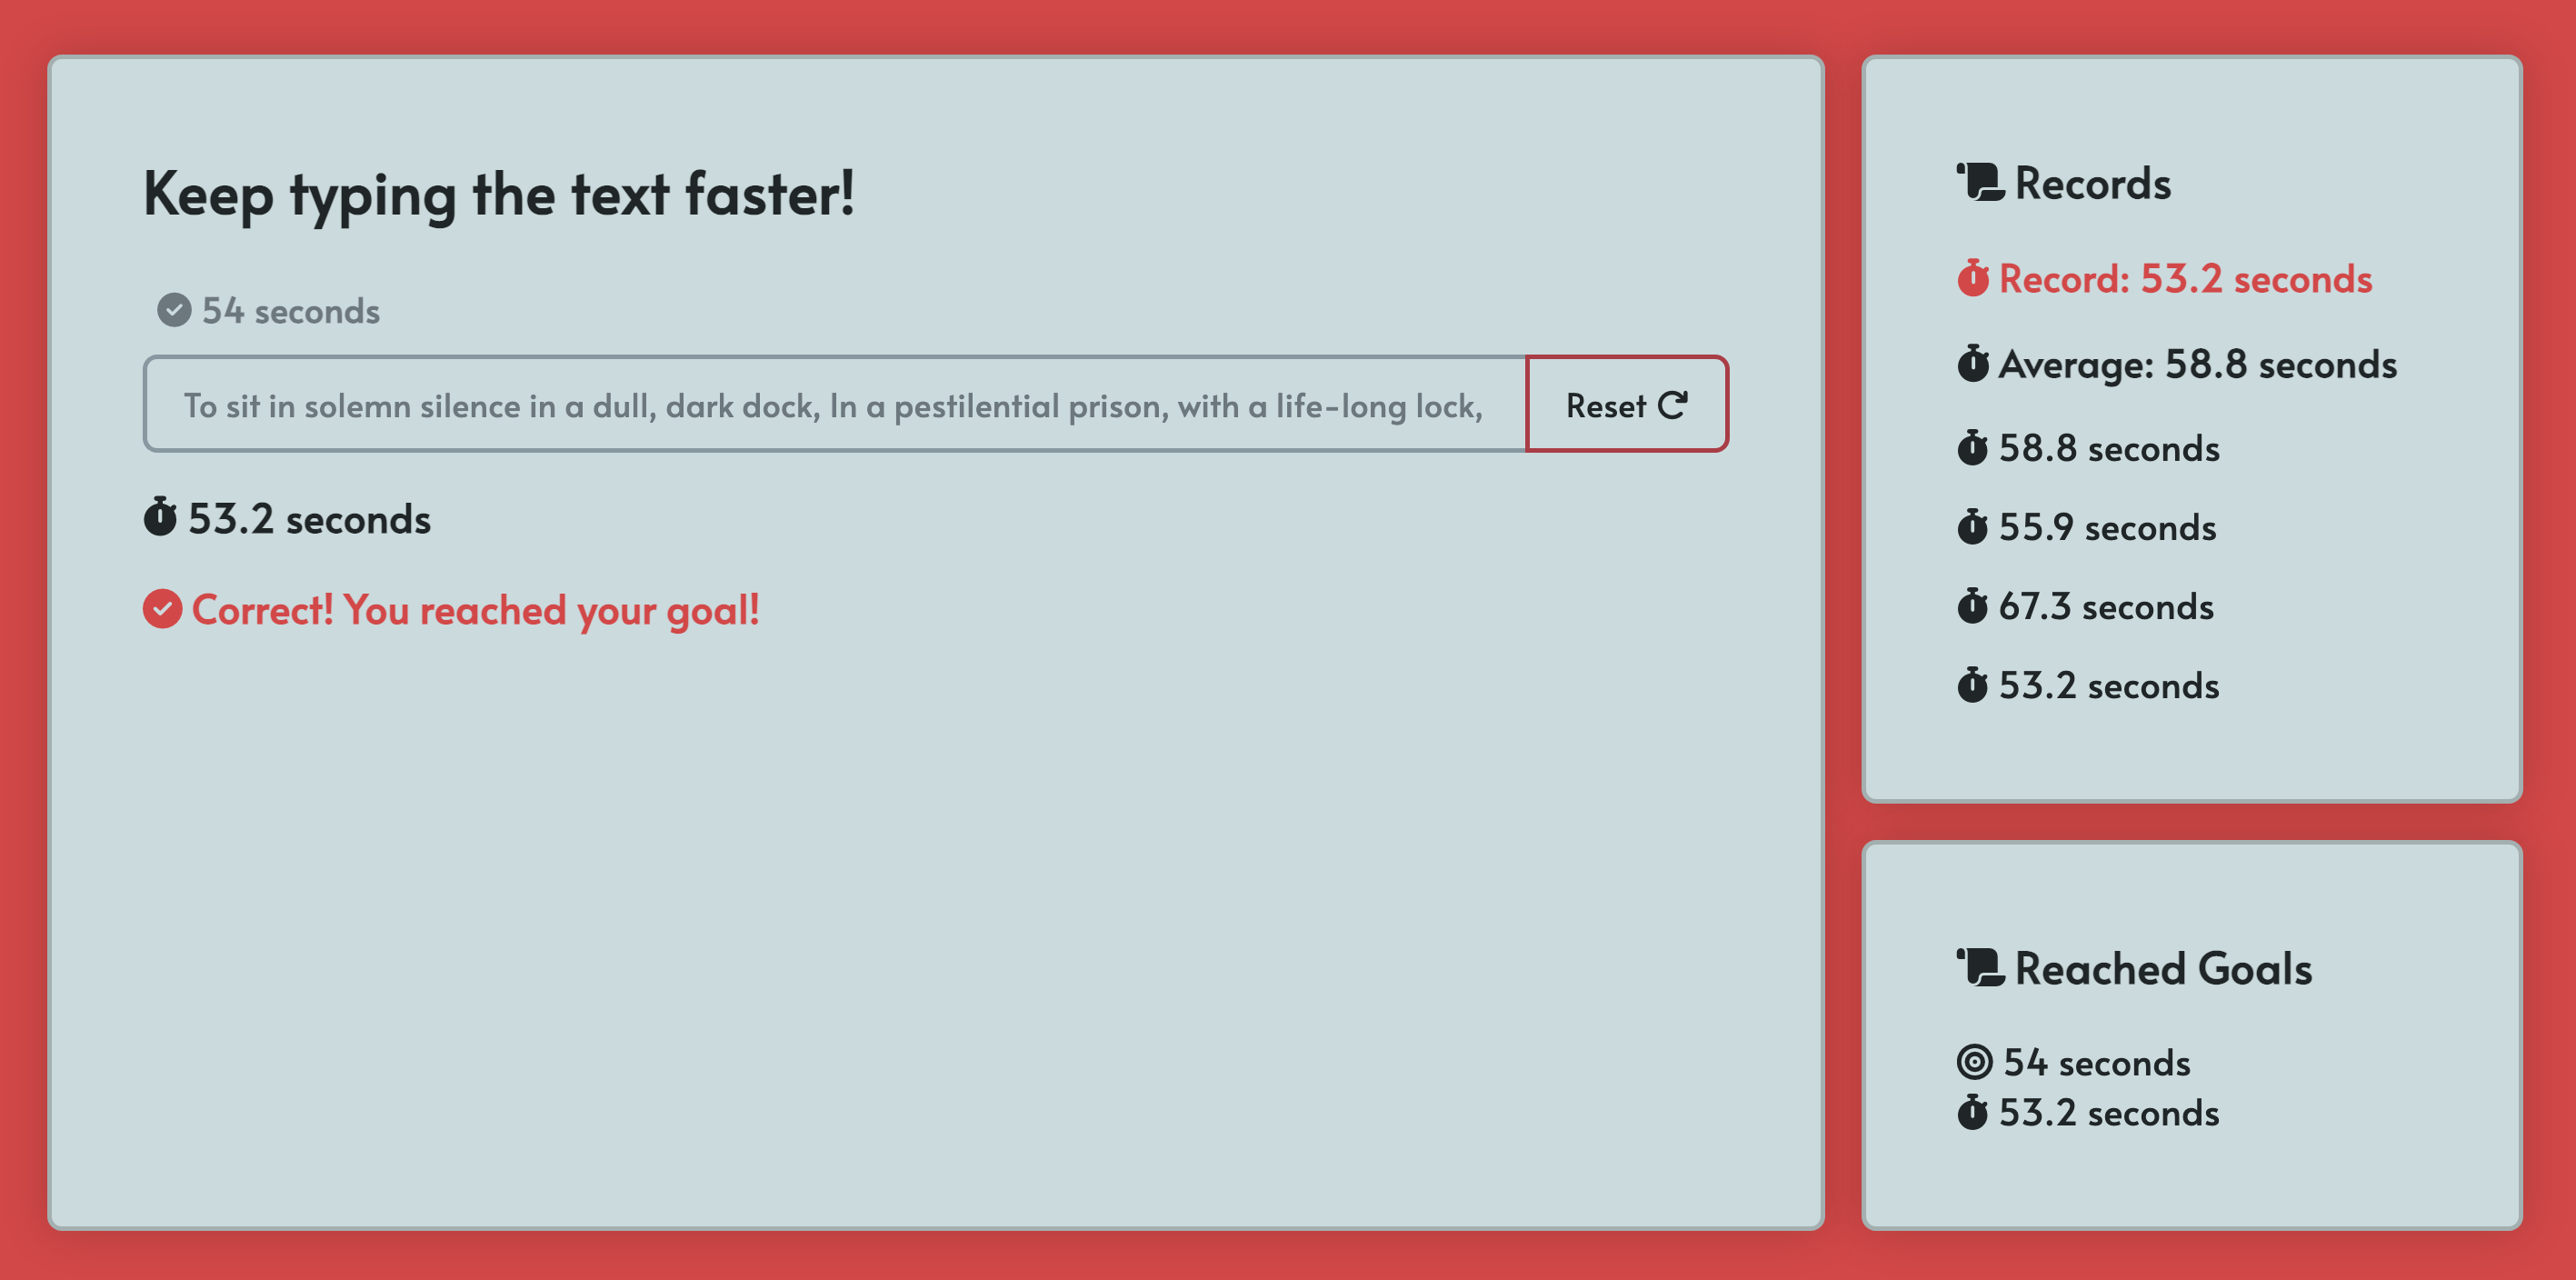 Keep typing the text faster!
54 seconds
To sit in solemn silence in a dull, dark dock, In a pestilential prison, with a life-long lock,
Reset
53.2 seconds
Correct! You reached your goal!
Records
Record: 53.2 seconds
Average: 58.8 seconds
58.8 seconds
55.9 seconds
67.3 seconds
53.2 seconds
Reached Goals
54 seconds
53.2 seconds